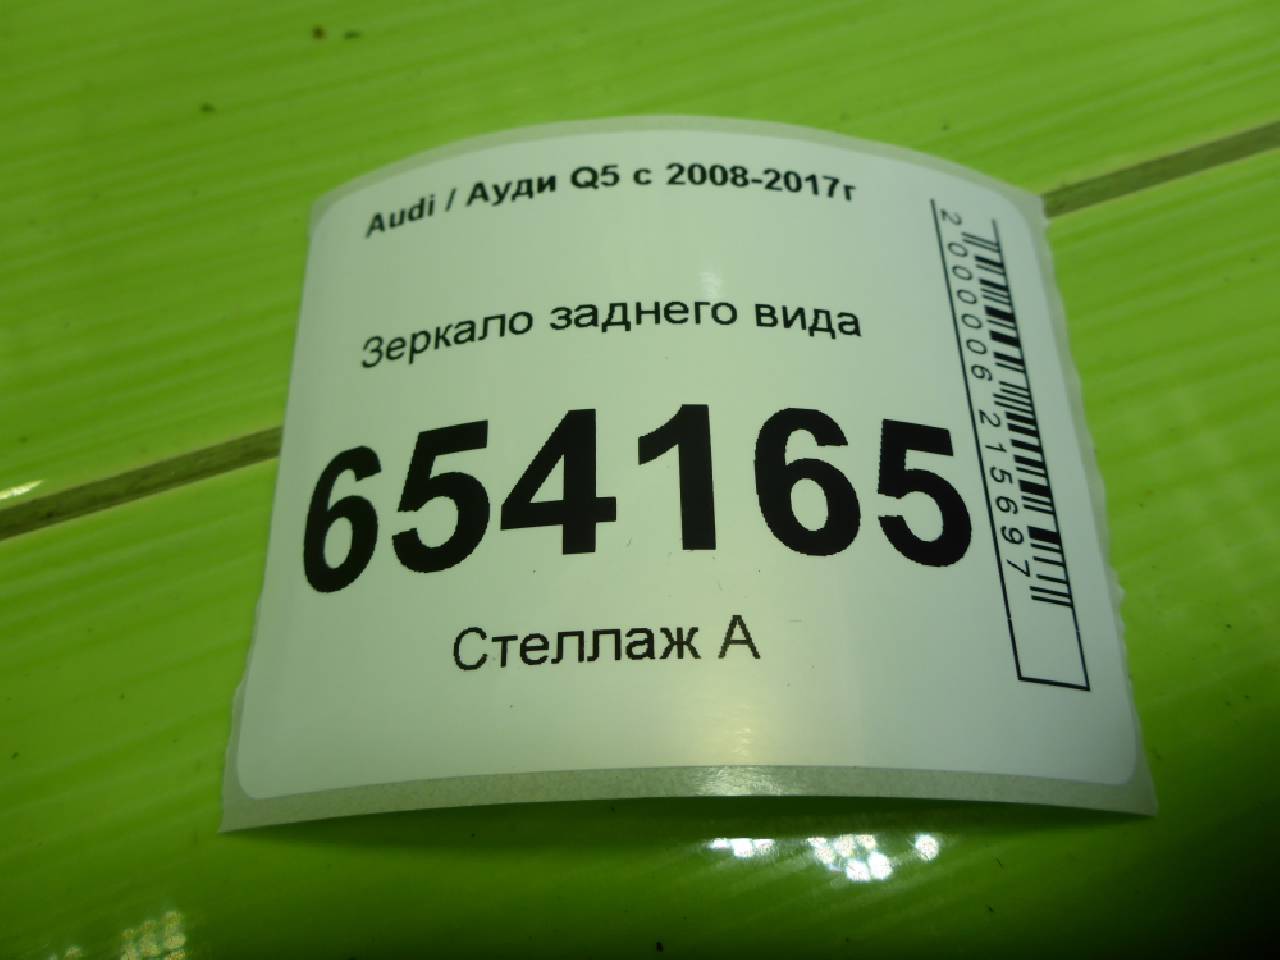 Audi / Ауди Q5 с 2008-2017г
Зеркало заднего вида
654165
Стеллаж А
2000006215697